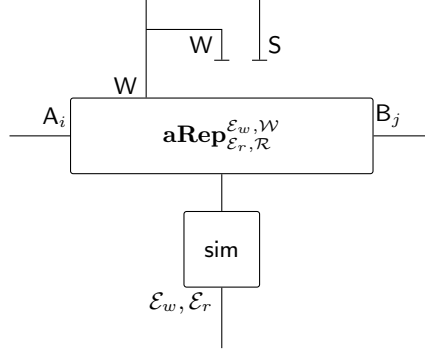 W S
W
A_i B_j
aRep^{ℰ_w, 𝒲}_{ℰ_r, ℛ}
sim
ℰ_w, ℰ_r